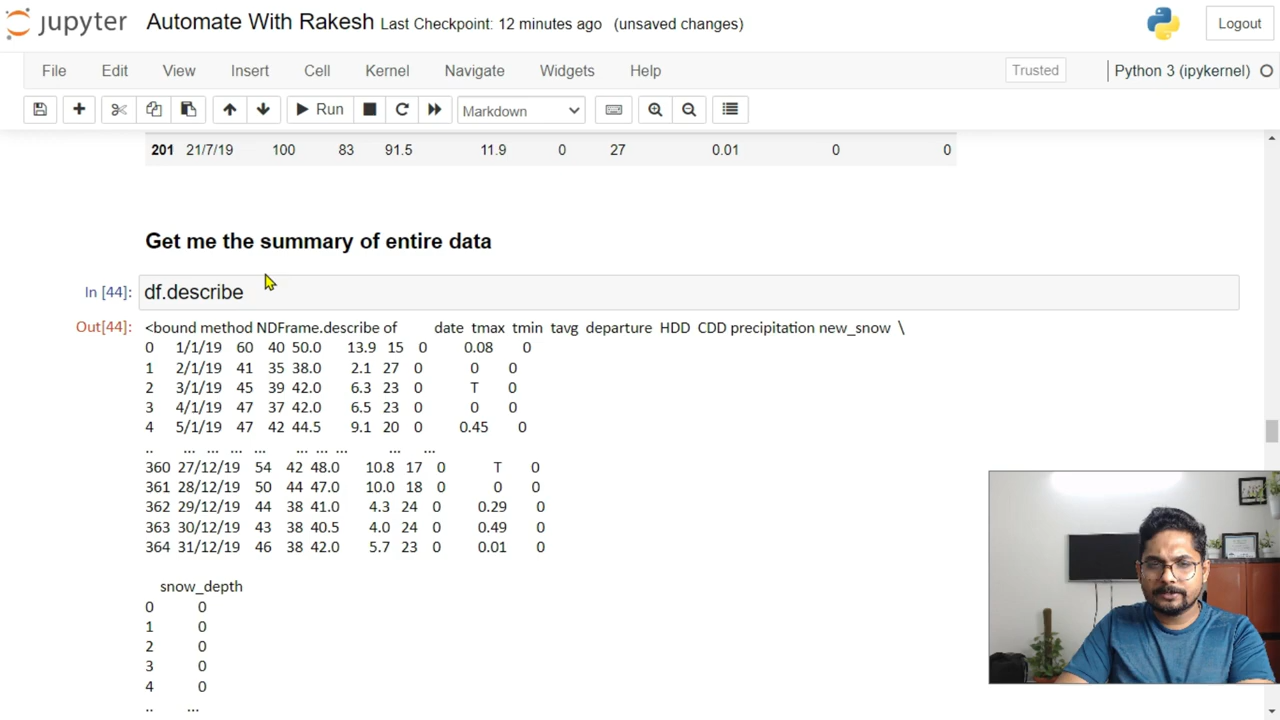 jupyter Automate With Rakesh Last Checkpoint: 12 minutes ago (unsaved changes) Logout
File Edit View Insert Cell Kernel Navigate Widgets Help Trusted Python 3 (ipykernel)
Run Markdown
201 21/7/19 100 83 91.5 11.9 0 27 0.01 0 0
Get me the summary of entire data
In [44]: df.describe
Out[44]: <bound method NDFrame.describe of date tmax tmin tavg departure HDD CDD precipitation new_snow \
0 1/1/19 60 40 50.0 13.9 15 0 0.08 0
1 2/1/19 41 35 38.0 2.1 27 0 0 0
2 3/1/19 45 39 42.0 6.3 23 0 T 0
3 4/1/19 47 37 42.0 6.5 23 0 0 0
4 5/1/19 47 42 44.5 9.1 20 0 0.45 0
.. ... ... ... ... ... ... ... ... ...
360 27/12/19 54 42 48.0 10.8 17 0 T 0
361 28/12/19 50 44 47.0 10.0 18 0 0 0
362 29/12/19 44 38 41.0 4.3 24 0 0.29 0
363 30/12/19 43 38 40.5 4.0 24 0 0.49 0
364 31/12/19 46 38 42.0 5.7 23 0 0.01 0
snow_depth
0 0
1 0
2 0
3 0
4 0
.. ...